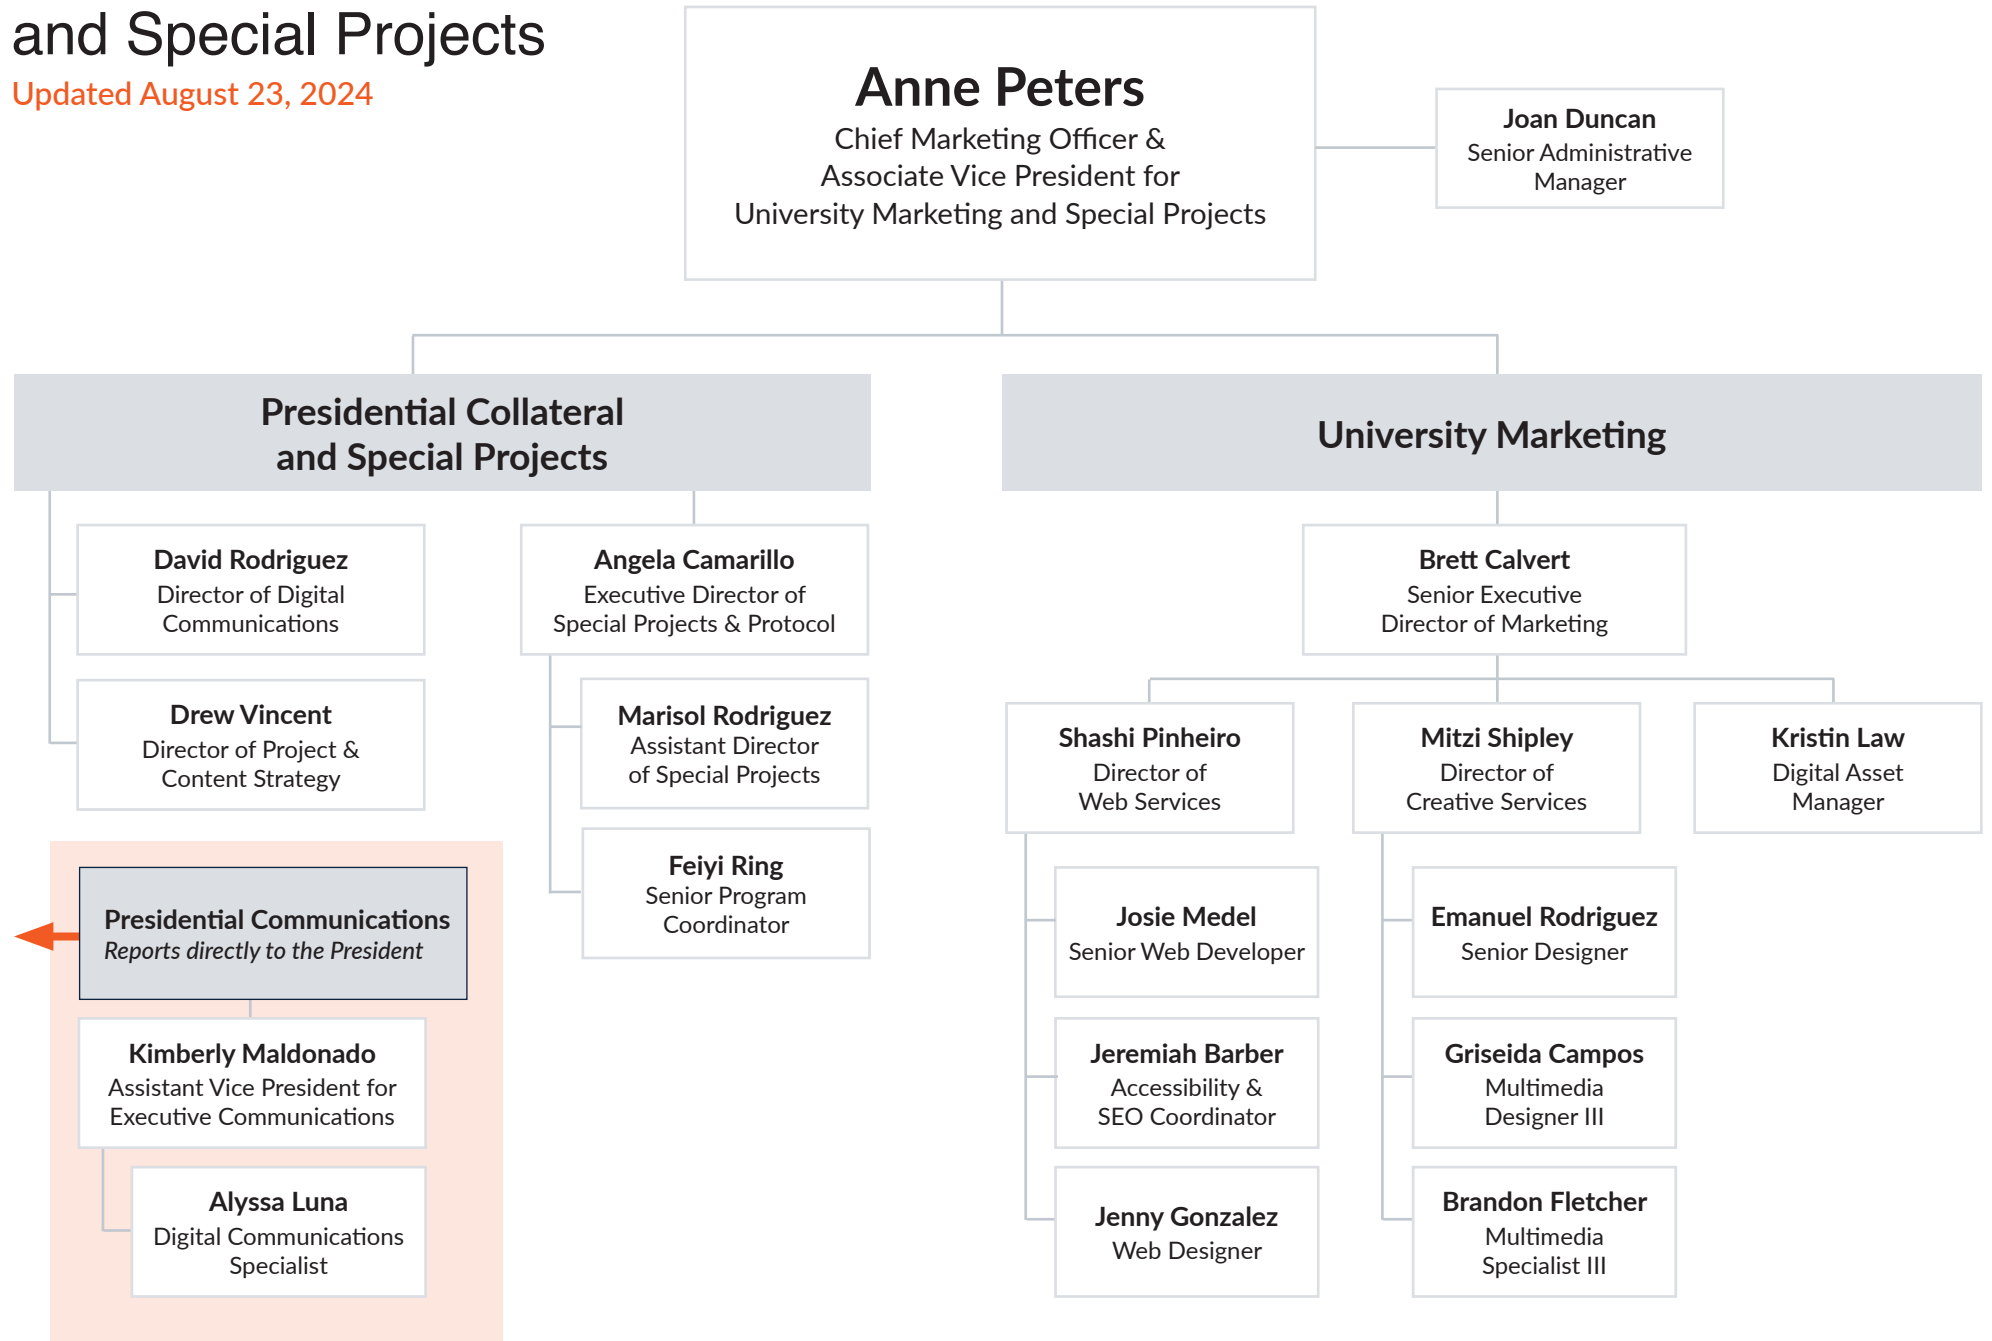 and Special Projects
Updated August 23, 2024
Anne Peters
Chief Marketing Officer &
Associate Vice President for
University Marketing and Special Projects
Joan Duncan
Senior Administrative
Manager
Presidential Collateral
and Special Projects
University Marketing
David Rodriguez
Director of Digital
Communications
Drew Vincent
Director of Project &
Content Strategy
Angela Camarillo
Executive Director of
Special Projects & Protocol
Marisol Rodriguez
Assistant Director
of Special Projects
Feiyi Ring
Senior Program
Coordinator
Presidential Communications
Reports directly to the President
Kimberly Maldonado
Assistant Vice President for
Executive Communications
Alyssa Luna
Digital Communications
Specialist
Brett Calvert
Senior Executive
Director of Marketing
Shashi Pinheiro
Director of
Web Services
Josie Medel
Senior Web Developer
Jeremiah Barber
Accessibility &
SEO Coordinator
Jenny Gonzalez
Web Designer
Mitzi Shipley
Director of
Creative Services
Emanuel Rodriguez
Senior Designer
Griseida Campos
Multimedia
Designer III
Brandon Fletcher
Multimedia
Specialist III
Kristin Law
Digital Asset
Manager